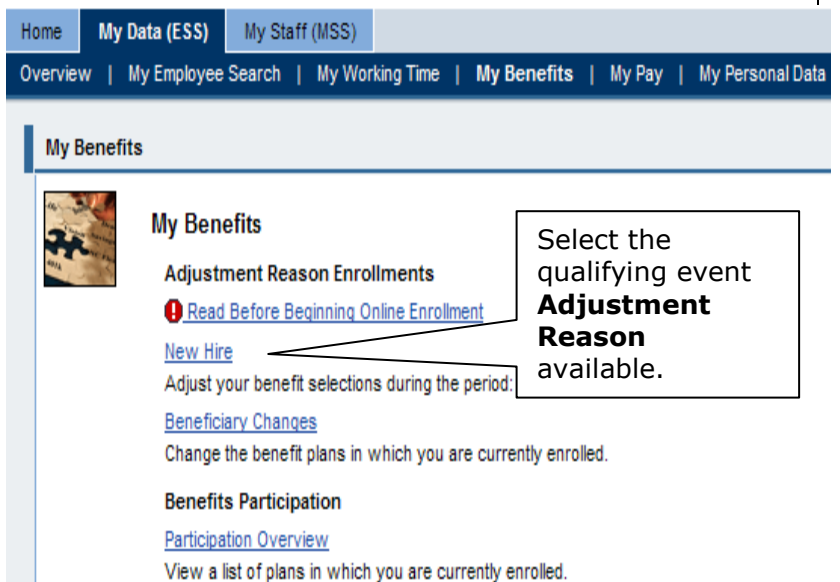 Home My Data (ESS) My Staff (MSS)
Overview | My Employee Search | My Working Time | My Benefits | My Pay | My Personal Data
My Benefits
My Benefits
Adjustment Reason Enrollments
Read Before Beginning Online Enrollment
New Hire
Adjust your benefit selections during the period:
Beneficiary Changes
Change the benefit plans in which you are currently enrolled.
Benefits Participation
Participation Overview
View a list of plans in which you are currently enrolled.
Select the
qualifying event
Adjustment
Reason
available.